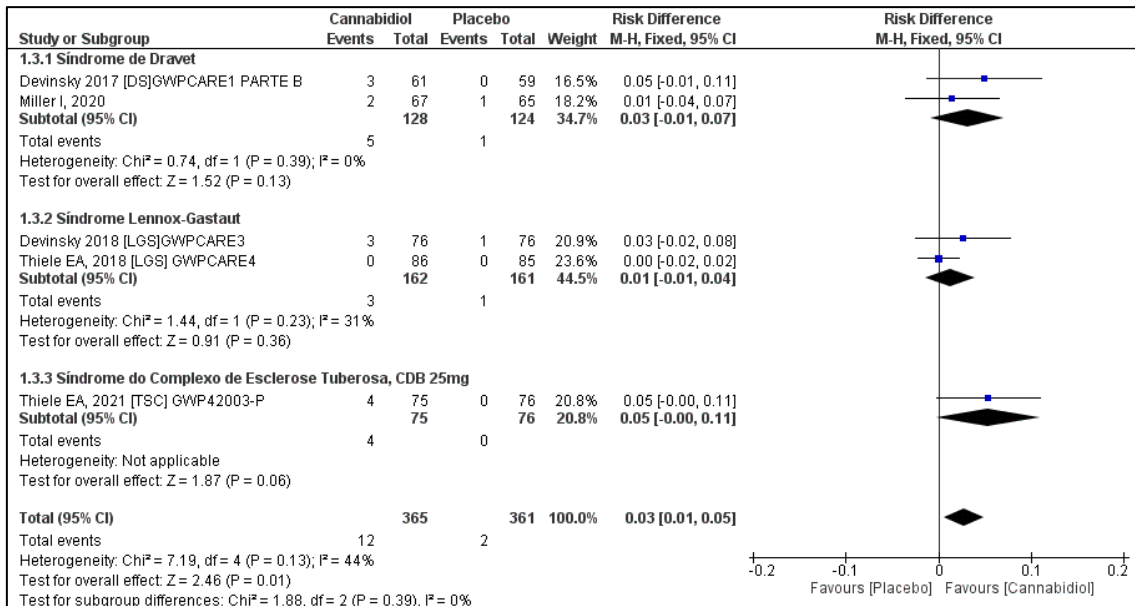 Cannabidiol Placebo Risk Difference Risk Difference
Study or Subgroup Events Total Events Total Weight M-H, Fixed, 95% CI M-H, Fixed, 95% CI
1.3.1 Síndrome de Dravet
Devinsky 2017 [DS]GWPCARE1 PARTE B 3 61 0 59 16.5% 0.05 [-0.01, 0.11]
Miller I, 2020 2 67 1 65 18.2% 0.01 [-0.04, 0.07]
Subtotal (95% CI) 128 124 34.7% 0.03 [-0.01, 0.07]
Total events 5 1
Heterogeneity: Chi² = 0.74, df = 1 (P = 0.39); I² = 0%
Test for overall effect: Z = 1.52 (P = 0.13)
1.3.2 Síndrome Lennox-Gastaut
Devinsky 2018 [LGS]GWPCARE3 3 76 1 76 20.9% 0.03 [-0.02, 0.08]
Thiele EA, 2018 [LGS] GWPCARE4 0 86 0 85 23.6% 0.00 [-0.02, 0.02]
Subtotal (95% CI) 162 161 44.5% 0.01 [-0.01, 0.04]
Total events 3 1
Heterogeneity: Chi² = 1.44, df = 1 (P = 0.23); I² = 31%
Test for overall effect: Z = 0.91 (P = 0.36)
1.3.3 Síndrome do Complexo de Esclerose Tuberosa, CDB 25mg
Thiele EA, 2021 [TSC] GWP42003-P 4 75 0 76 20.8% 0.05 [-0.00, 0.11]
Subtotal (95% CI) 75 76 20.8% 0.05 [-0.00, 0.11]
Total events 4 0
Heterogeneity: Not applicable
Test for overall effect: Z = 1.87 (P = 0.06)
Total (95% CI) 365 361 100.0% 0.03 [0.01, 0.05]
Total events 12 2
Heterogeneity: Chi² = 7.19, df = 4 (P = 0.13); I² = 44%
Test for overall effect: Z = 2.46 (P = 0.01)
Test for subgroup differences: Chi² = 1.88, df = 2 (P = 0.39), I² = 0%
-0.2 -0.1 0 0.1 0.2
Favours [Placebo] Favours [Cannabidiol]